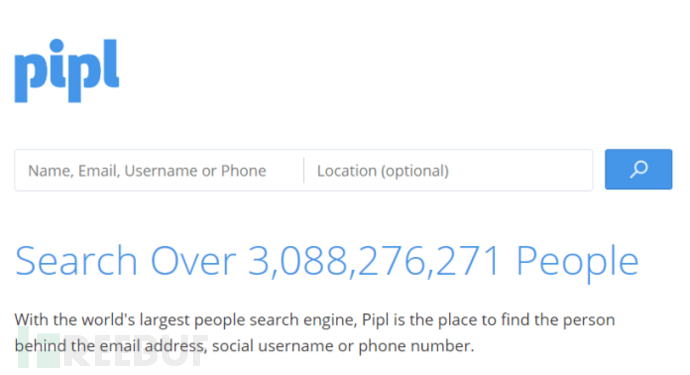 pipl
Name, Email, Username or Phone Location (optional)
Search Over 3,088,276,271 People
With the world's largest people search engine, Pipl is the place to find the person
behind the email address, social username or phone number.
REEBUF